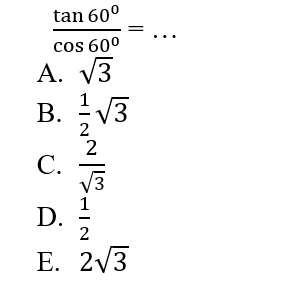 tan 60⁰ / cos 60⁰ = …
A. √3
B. 1/2 √3
C. 2/√3
D. 1/2
E. 2√3